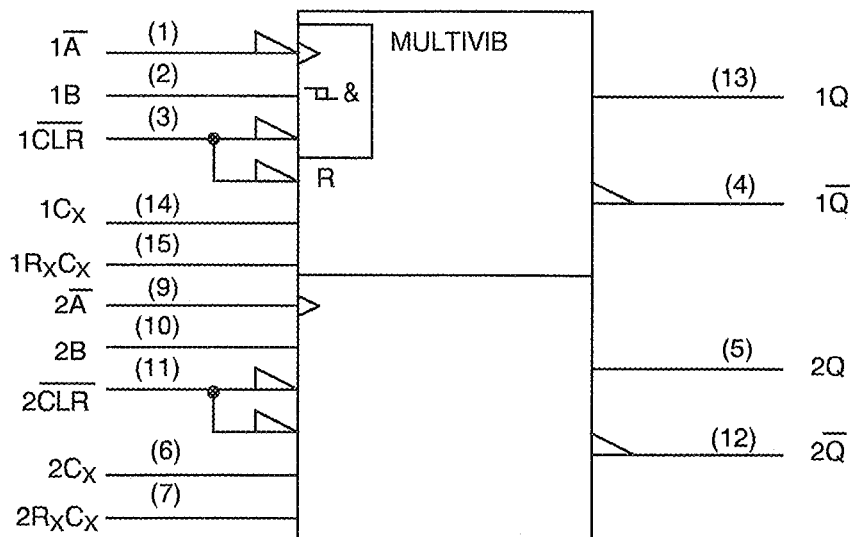 1A̅ (1) MULTIVIB
1B (2) & (13) 1Q
1C̅L̅R̅ (3)
R (4) 1Q̅
1CX (14)
1RXCX (15)
2A̅ (9)
2B (10) (5) 2Q
2C̅L̅R̅ (11)
(12) 2Q̅
2CX (6)
2RXCX (7)